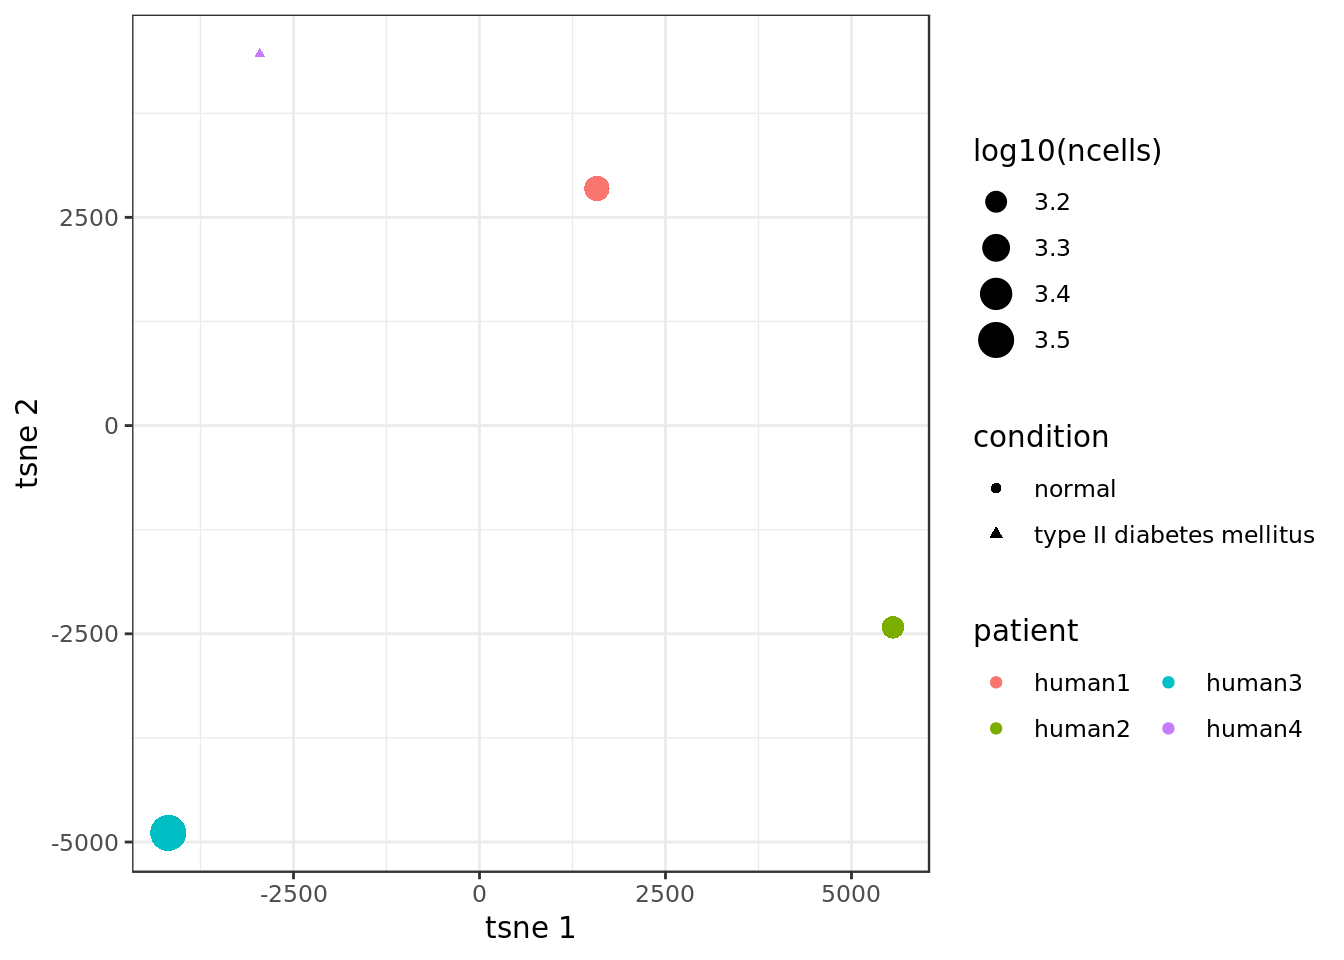 2500
0
-2500
-5000
tsne 2
-2500
0
2500
5000
tsne 1
log10(ncells)
3.2
3.3
3.4
3.5
condition
normal
type II diabetes mellitus
patient
human1 human3
human2 human4